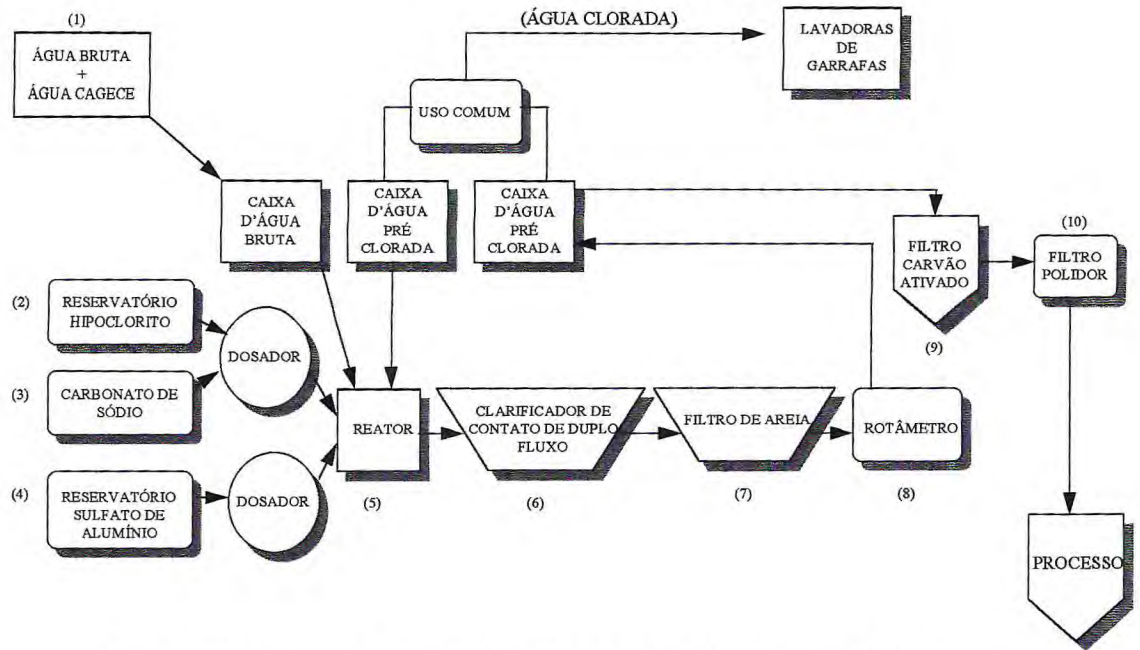 (1)
(ÁGUA CLORADA)
ÁGUA BRUTA
+
ÁGUA CAGECE
LAVADORAS
DE
GARRAFAS
USO COMUM
CAIXA
D'ÁGUA
BRUTA
CAIXA
D'ÁGUA
PRÉ
CLORADA
CAIXA
D'ÁGUA
PRÉ
CLORADA
FILTRO
CARVÃO
ATIVADO
(9)
(10)
FILTRO
POLIDOR
(2)
RESERVATÓRIO
HIPOCLORITO
DOSADOR
(3)
CARBONATO DE
SÓDIO
REATOR
(5)
CLARIFICADOR DE
CONTATO DE DUPLO
FLUXO
(6)
FILTRO DE AREIA
(7)
ROTÂMETRO
(8)
(4)
RESERVATÓRIO
SULFATO DE
ALUMÍNIO
DOSADOR
PROCESSO